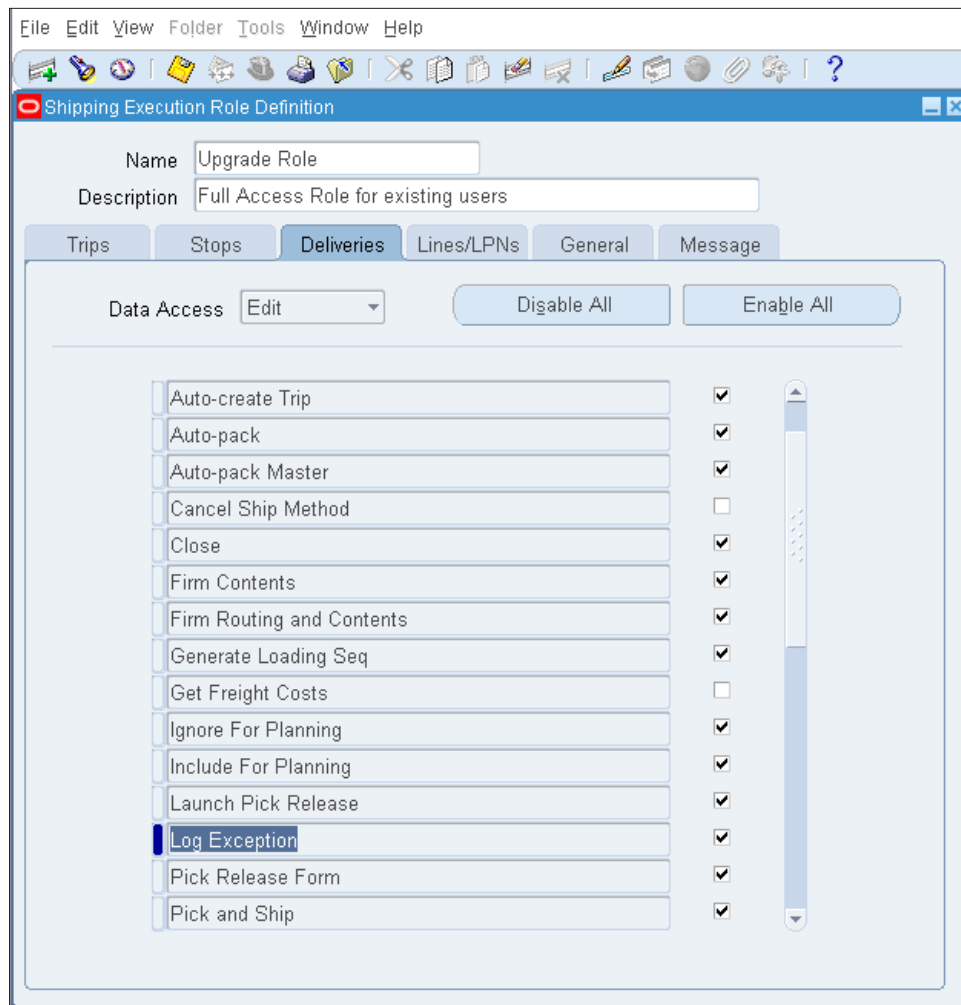 File Edit View Folder Tools Window Help
?
Shipping Execution Role Definition
Name Upgrade Role
Description Full Access Role for existing users
Trips Stops Deliveries Lines/LPNs General Message
Data Access Edit Disable All Enable All
Auto-create Trip
Auto-pack
Auto-pack Master
Cancel Ship Method
Close
Firm Contents
Firm Routing and Contents
Generate Loading Seq
Get Freight Costs
Ignore For Planning
Include For Planning
Launch Pick Release
Log Exception
Pick Release Form
Pick and Ship